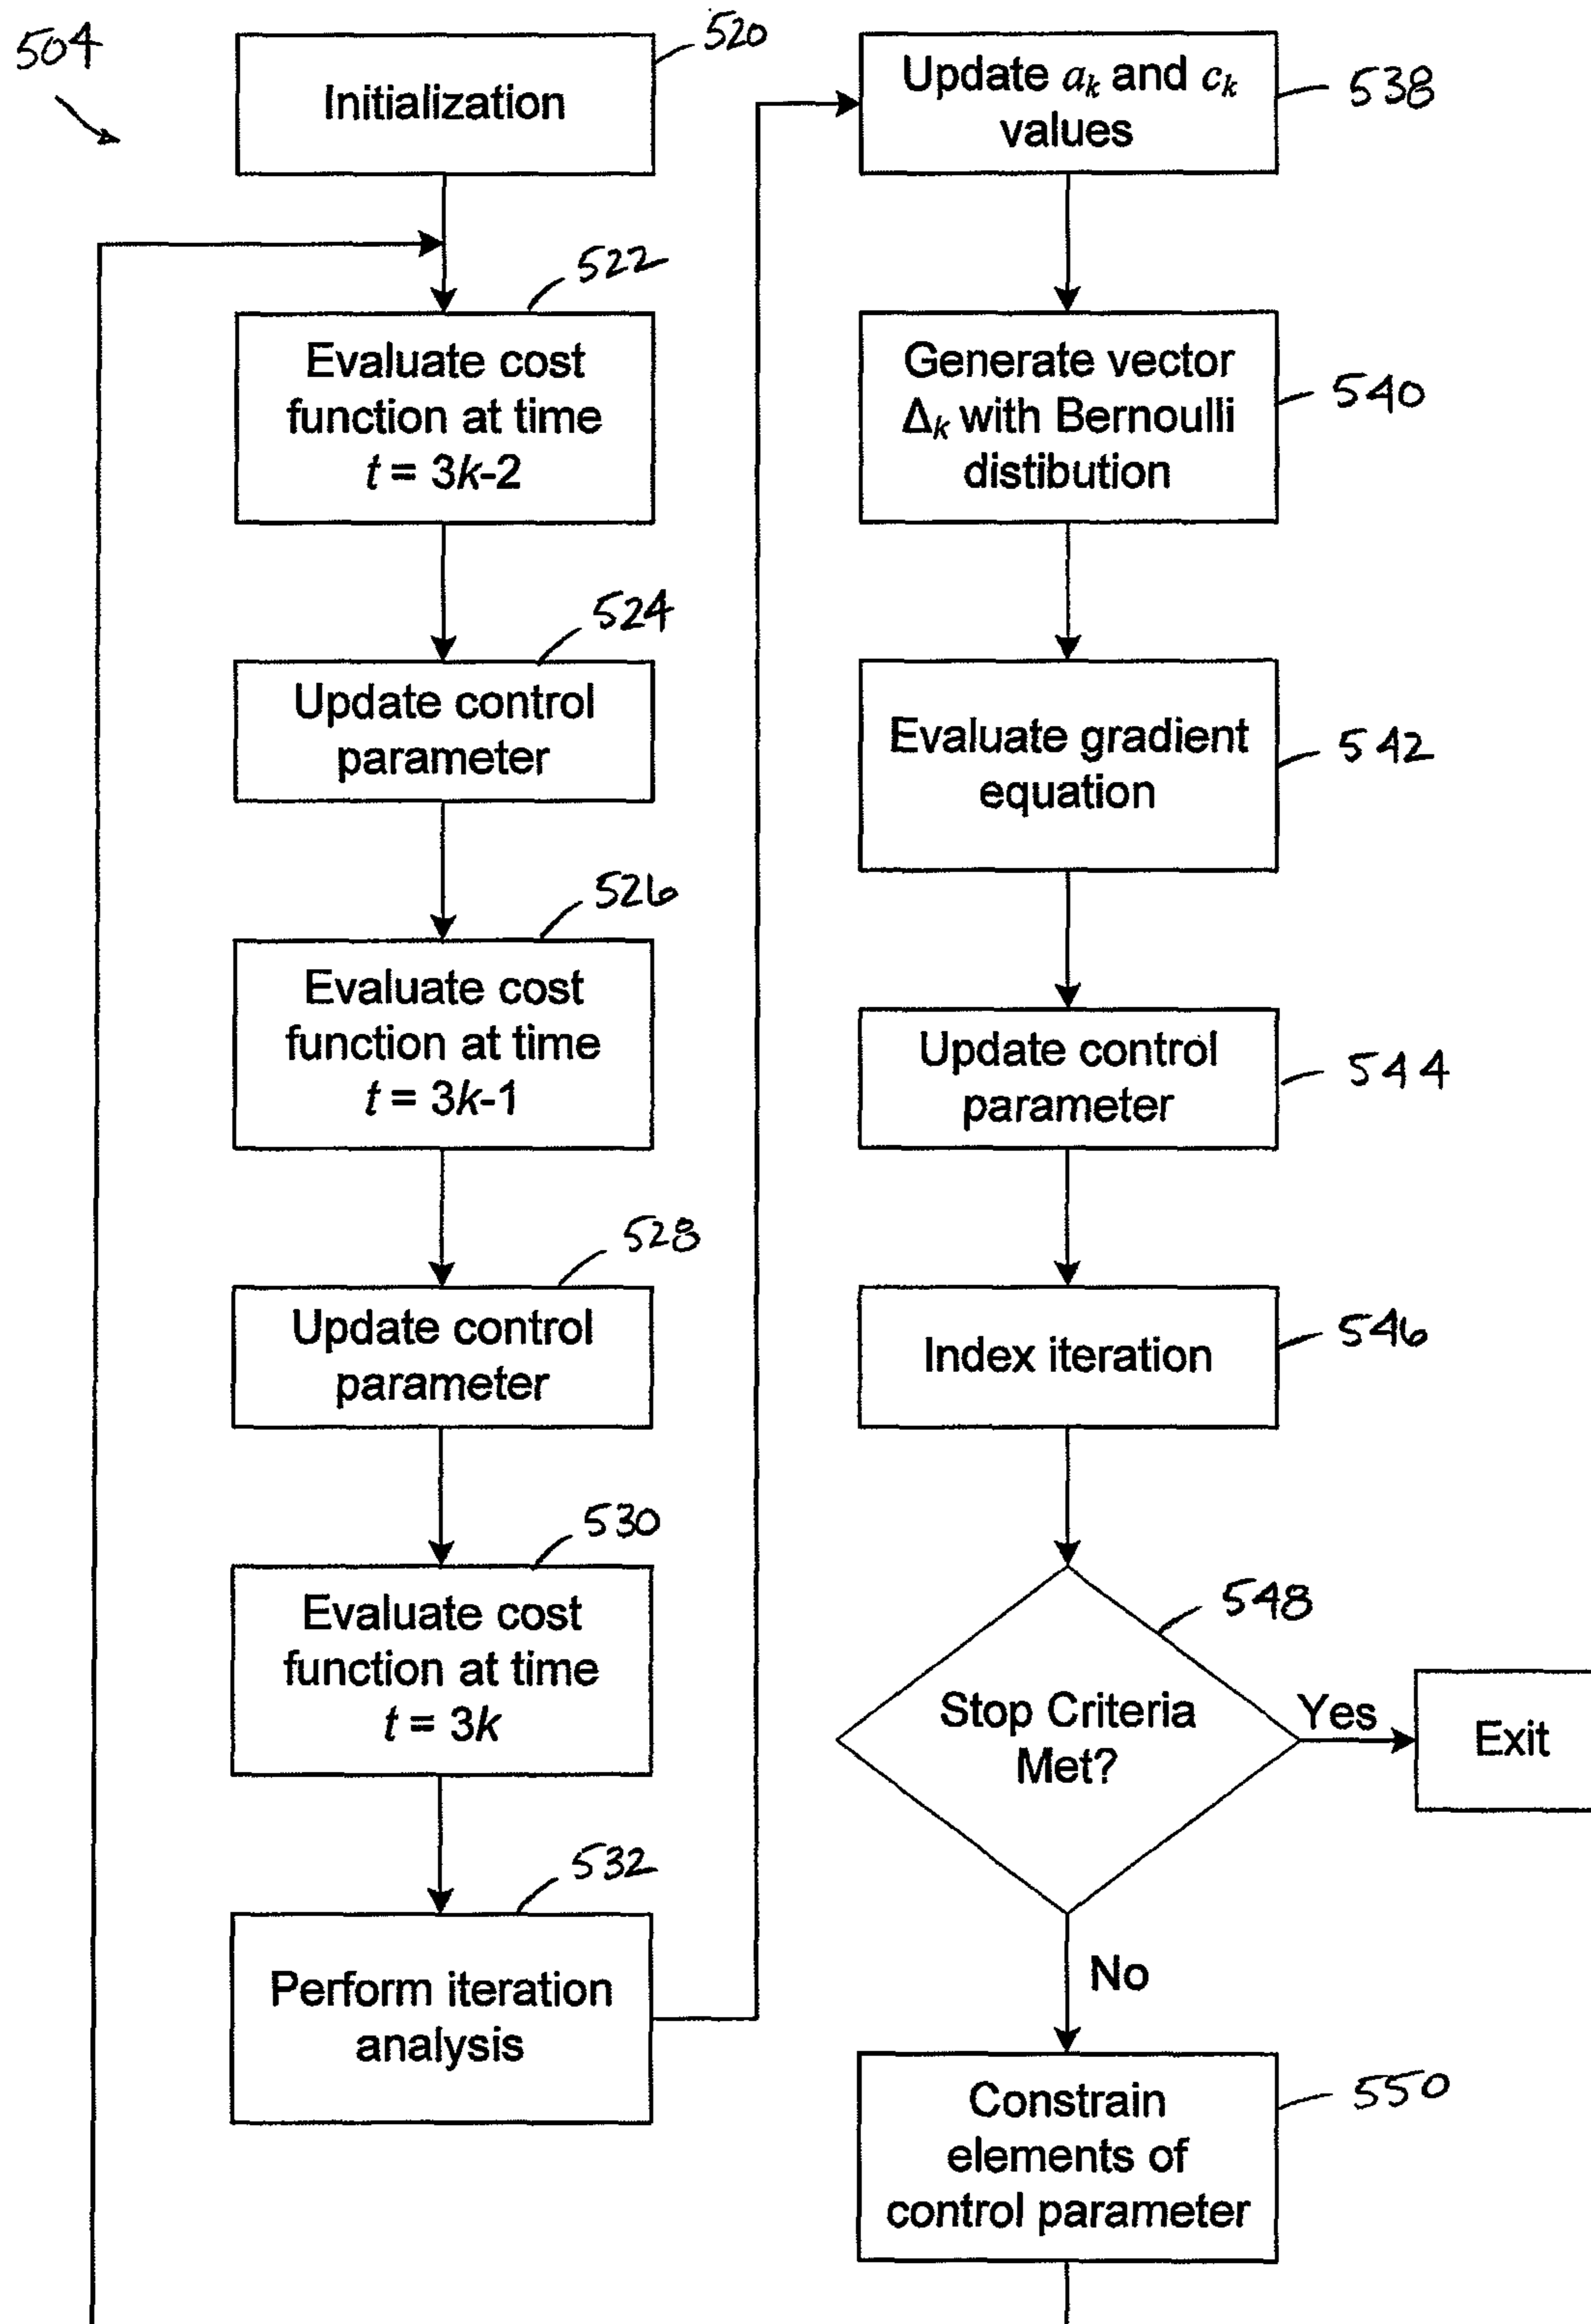 504
520
Initialization
522
Evaluate cost
function at time
t = 3k-2
524
Update control
parameter
526
Evaluate cost
function at time
t = 3k-1
528
Update control
parameter
530
Evaluate cost
function at time
t = 3k
532
Perform iteration
analysis
Update aₖ and cₖ
values
538
Generate vector
Δₖ with Bernoulli
distibution
540
Evaluate gradient
equation
542
Update control
parameter
544
Index iteration
546
548
Stop Criteria
Met?
Yes
Exit
No
Constrain
elements of
control parameter
550